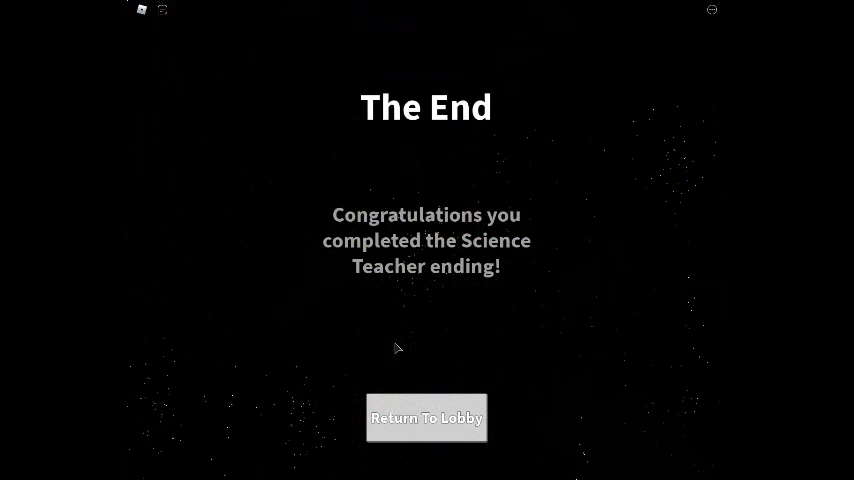 The End
Congratulations you
completed the Science
Teacher ending!
Return To Lobby